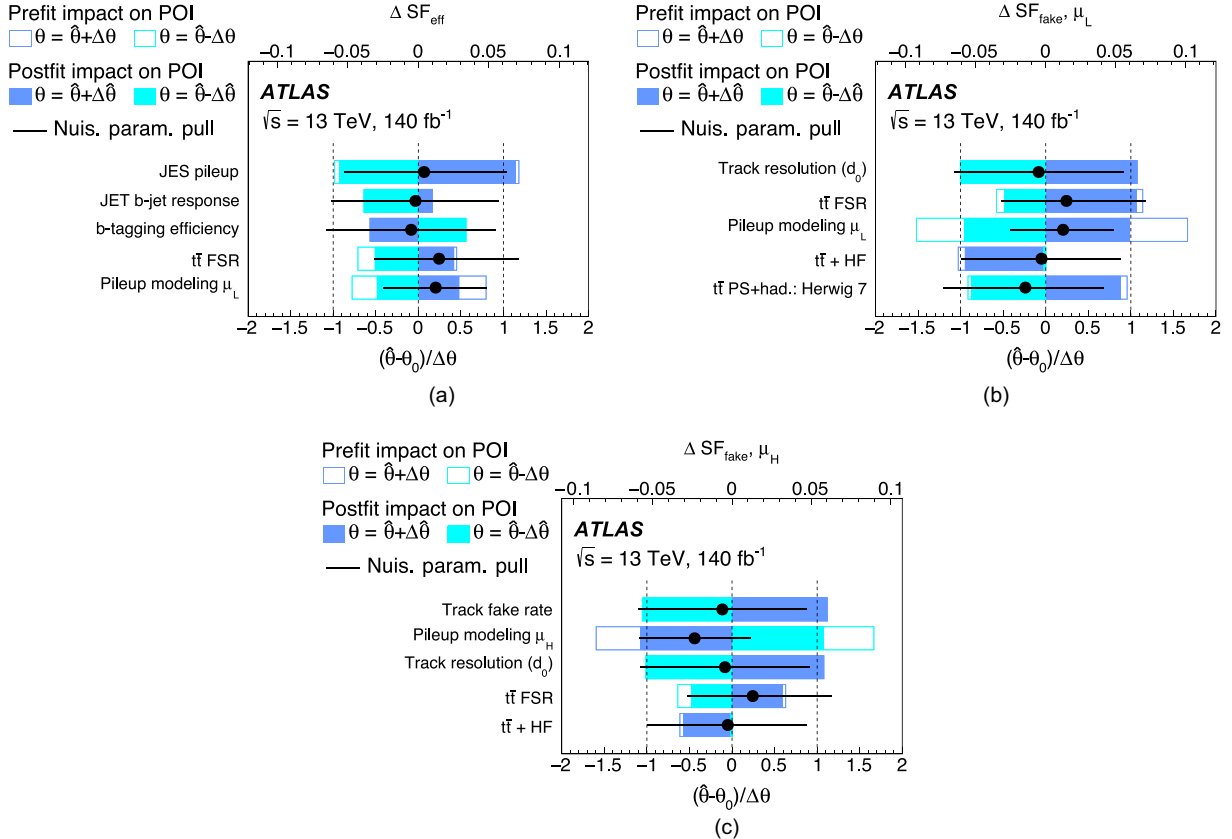 Prefit impact on POI
θ = θ̂+Δθ θ = θ̂-Δθ
Postfit impact on POI
θ = θ̂+Δθ̂ θ = θ̂-Δθ̂
Nuis. param. pull
Δ SF_eff
−0.1 −0.05 0 0.05 0.1
ATLAS
√s = 13 TeV, 140 fb⁻¹
JES pileup
JET b-jet response
b-tagging efficiency
tt̄ FSR
Pileup modeling μ_L
−2 −1.5 −1 −0.5 0 0.5 1 1.5 2
(θ̂-θ₀)/Δθ
(a)
Prefit impact on POI
θ = θ̂+Δθ θ = θ̂-Δθ
Postfit impact on POI
θ = θ̂+Δθ̂ θ = θ̂-Δθ̂
Nuis. param. pull
Δ SF_fake, μ_L
−0.1 −0.05 0 0.05 0.1
ATLAS
√s = 13 TeV, 140 fb⁻¹
Track resolution (d₀)
tt̄ FSR
Pileup modeling μ_L
tt̄ + HF
tt̄ PS+had.: Herwig 7
−2 −1.5 −1 −0.5 0 0.5 1 1.5 2
(θ̂-θ₀)/Δθ
(b)
Prefit impact on POI
θ = θ̂+Δθ θ = θ̂-Δθ
Postfit impact on POI
θ = θ̂+Δθ̂ θ = θ̂-Δθ̂
Nuis. param. pull
Δ SF_fake, μ_H
−0.1 −0.05 0 0.05 0.1
ATLAS
√s = 13 TeV, 140 fb⁻¹
Track fake rate
Pileup modeling μ_H
Track resolution (d₀)
tt̄ FSR
tt̄ + HF
−2 −1.5 −1 −0.5 0 0.5 1 1.5 2
(θ̂-θ₀)/Δθ
(c)